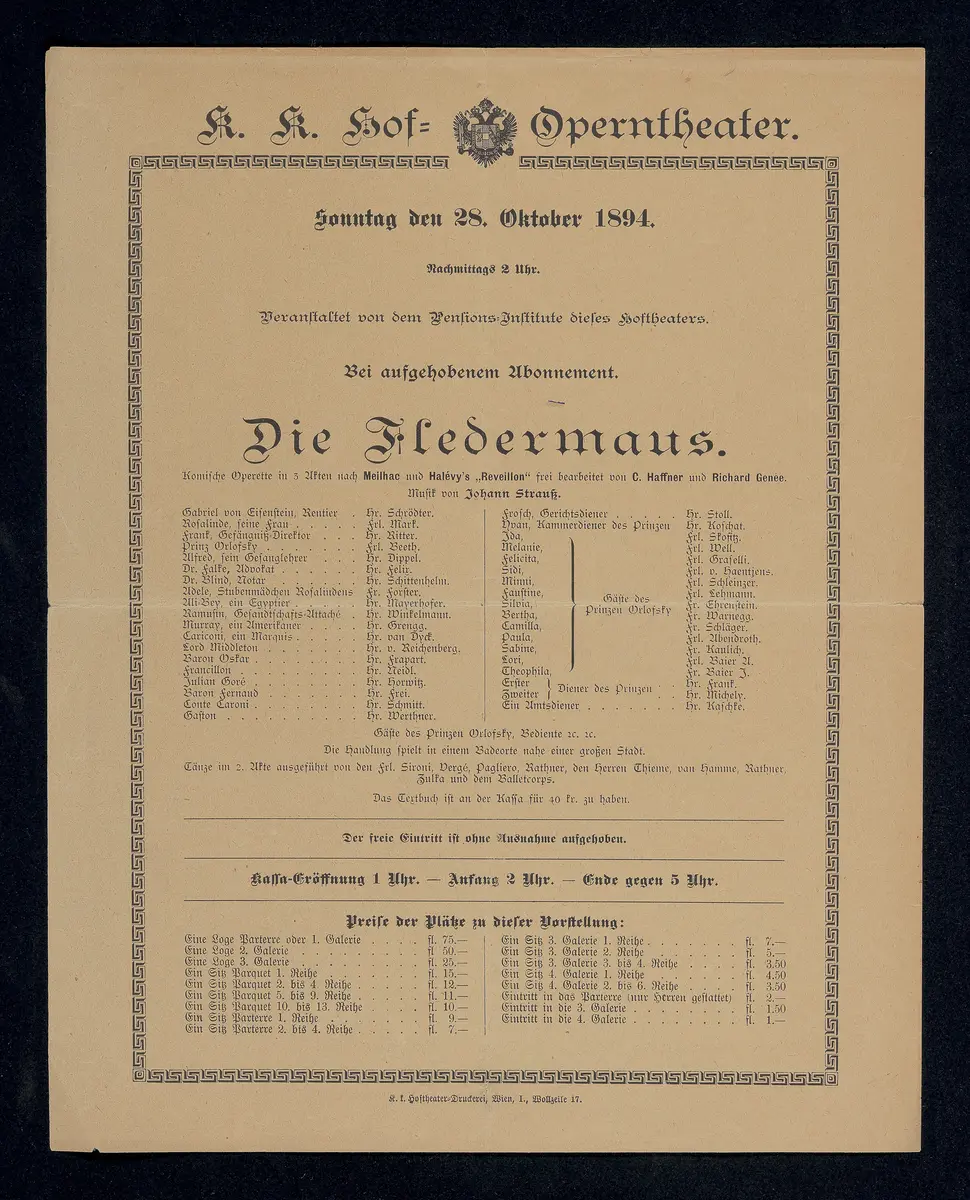 K. K. Hof= Operntheater.
Sonntag den 28. Oktober 1894.
Nachmittags 2 Uhr.
Veranstaltet von dem Pensions-Institute dieses Hoftheaters.
Bei aufgehobenem Abonnement.
Die Fledermaus.
Komische Operette in 3 Akten nach Meilhac und Halévy's „Reveillon“ frei bearbeitet von C. Haffner und Richard Genée.
Musik von Johann Strauß.
Gabriel von Eisenstein, Rentier . Hr. Schrödter.
Rosalinde, seine Frau . . . . . Frl. Mark.
Frank, Gefängniß-Direktor . . . Hr. Ritter.
Prinz Orlofsky . . . . . . . Frl. Beeth.
Alfred, sein Gesanglehrer . . . Hr. Dippel.
Dr. Falke, Advokat . . . . . . Hr. Felix.
Dr. Blind, Notar . . . . . . . Hr. Schittenhelm.
Adele, Stubenmädchen Rosalindens Fr. Forster.
Ali-Bey, ein Egyptier . . . . . Hr. Mayerhofer.
Ramusin, Gesandtschafts-Attaché . Hr. Winkelmann.
Murray, ein Amerikaner . . . . Hr. Grengg.
Cariconi, ein Marquis . . . . . Hr. van Dyck.
Lord Middleton . . . . . . . Hr. v. Reichenberg.
Baron Oskar . . . . . . . . . Hr. Frapart.
Francillon . . . . . . . . . . Hr. Neidl.
Julian Goré . . . . . . . . . Hr. Horwitz.
Baron Fernaud . . . . . . . Hr. Frei.
Conte Caroni . . . . . . . . Hr. Schmitt.
Gaston . . . . . . . . . . . Hr. Werthner.
Frosch, Gerichtsdiener . . . . . Hr. Stoll.
Yvan, Kammerdiener des Prinzen Hr. Koschat.
Ida, Frl. Skofitz.
Melanie, Frl. Well.
Felicita, Frl. Graselli.
Sidi, Frl. v. Haentjens.
Minni, Frl. Schleinzer.
Faustine, Frl. Lehmann.
Silvia, Gäste des Fr. Ehrenstein.
Bertha, Prinzen Orlofsky Fr. Warnegg.
Camilla, Fr. Schläger.
Paula, Frl. Abendroth.
Sabine, Fr. Kaulich.
Lori, Frl. Baier A.
Theophila, Fr. Baier J.
Erster Diener des Prinzen . . Hr. Frank.
Zweiter Hr. Michely.
Ein Amtsdiener . . . . . . . Hr. Kaschke.
Gäste des Prinzen Orlofsky, Bediente ꝛc. ꝛc.
Die Handlung spielt in einem Badeorte nahe einer großen Stadt.
Tänze im 2. Akte ausgeführt von den Frl. Sironi, Vergé, Pagliero, Rathner, den Herren Thieme, van Hamme, Rathner,
Zulka und dem Balletcorps.
Das Textbuch ist an der Kassa für 40 kr. zu haben.
Der freie Eintritt ist ohne Ausnahme aufgehoben.
Kassa-Eröffnung 1 Uhr. — Anfang 2 Uhr. — Ende gegen 5 Uhr.
Preise der Plätze zu dieser Vorstellung:
Eine Loge Parterre oder 1. Galerie . . . . fl. 75.—
Eine Loge 2. Galerie . . . . . . . . . fl. 50.—
Eine Loge 3. Galerie . . . . . . . . . fl. 25.—
Ein Sitz Parquet 1. Reihe . . . . . . . fl. 15.—
Ein Sitz Parquet 2. bis 4. Reihe . . . . . fl. 12.—
Ein Sitz Parquet 5. bis 9. Reihe . . . . . fl. 11.—
Ein Sitz Parquet 10. bis 13. Reihe . . . . fl. 10.—
Ein Sitz Parterre 1. Reihe . . . . . . . fl. 9.—
Ein Sitz Parterre 2. bis 4. Reihe . . . . . fl. 7.—
Ein Sitz 3. Galerie 1. Reihe . . . . . . . fl. 7.—
Ein Sitz 3. Galerie 2. Reihe . . . . . . fl. 5.—
Ein Sitz 3. Galerie 3. bis 4. Reihe . . . . fl. 3.50
Ein Sitz 4. Galerie 1. Reihe . . . . . . fl. 4.50
Ein Sitz 4. Galerie 2. bis 6. Reihe . . . . fl. 3.50
Eintritt in das Parterre (nur Herren gestattet) fl. 2.—
Eintritt in die 3. Galerie . . . . . . . . fl. 1.50
Eintritt in die 4. Galerie . . . . . . . . fl. 1.—
K. k. Hoftheater-Druckerei, Wien, I., Wollzeile 17.